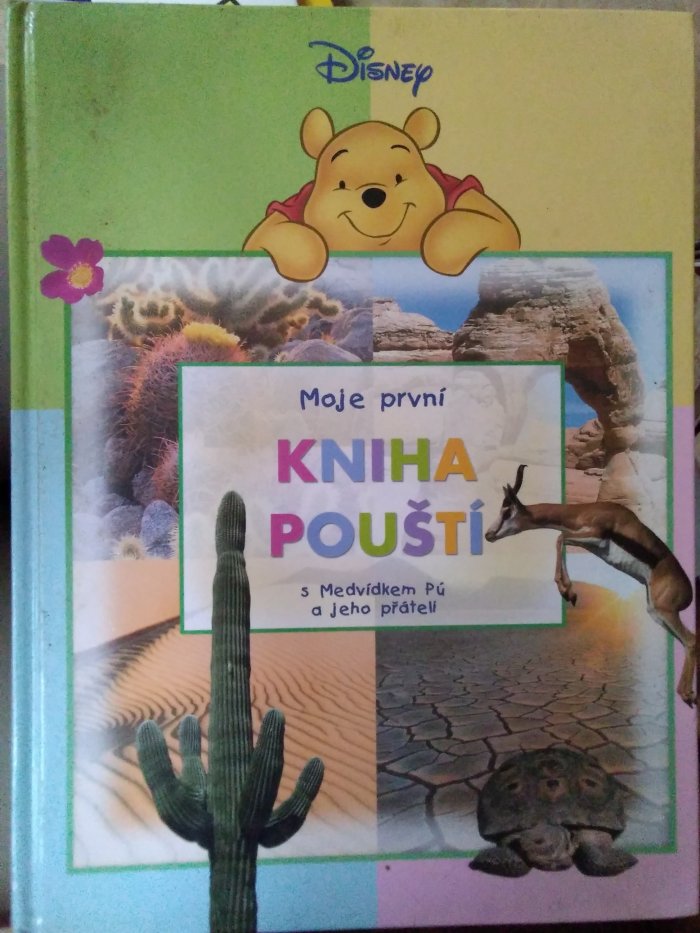 Disney
Moje první
KNIHA
POUŠTÍ
s Medvídkem Pú
a jeho přáteli